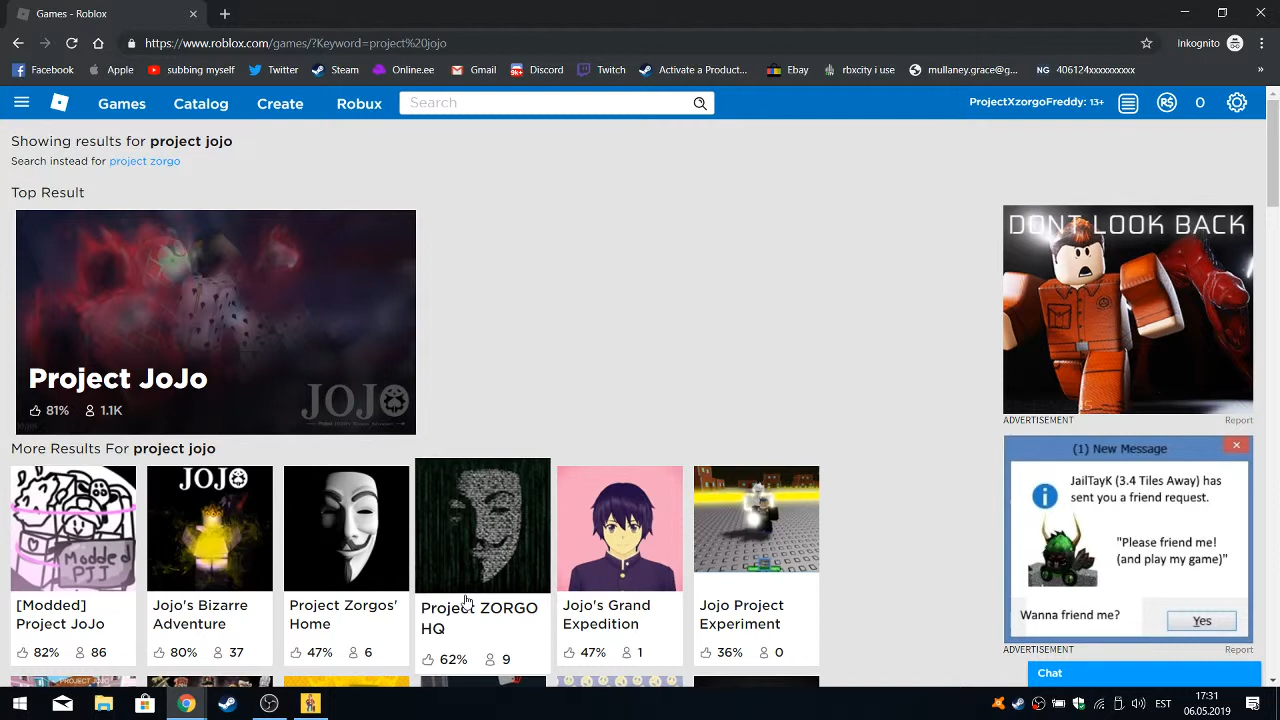 Games - Roblox
https://www.roblox.com/games/?Keyword=project%20jojo
Inkognito
Facebook
Apple
subbing myself
Twitter
Steam
Online.ee
Gmail
9k+ Discord
Twitch
Activate a Product...
Ebay
rbxcity i use
mullaney.grace@g...
NG 406124xxxxxxxxx
»
Games
Catalog
Create
Robux
Search
ProjectXzorgoFreddy: 13+
R$
0
Showing results for project jojo
Search instead for project zorgo
Top Result
Project JoJo
81%
1.1K
JOJO
DONT LOOK BACK
ADVERTISEMENT
Report
(1) New Message
JailTayK (3.4 Tiles Away) has
sent you a friend request.
"Please friend me!
(and play my game)"
Wanna friend me?
Yes
ADVERTISEMENT
Report
More Results For project jojo
Modded PJJ
[Modded]
Project JoJo
82%
86
JOJO
Jojo's Bizarre
Adventure
80%
37
Project Zorgos'
Home
47%
6
Project ZORGO
HQ
62%
9
Jojo's Grand
Expedition
47%
1
Jojo Project
Experiment
36%
0
Chat
EST
17:31
06.05.2019